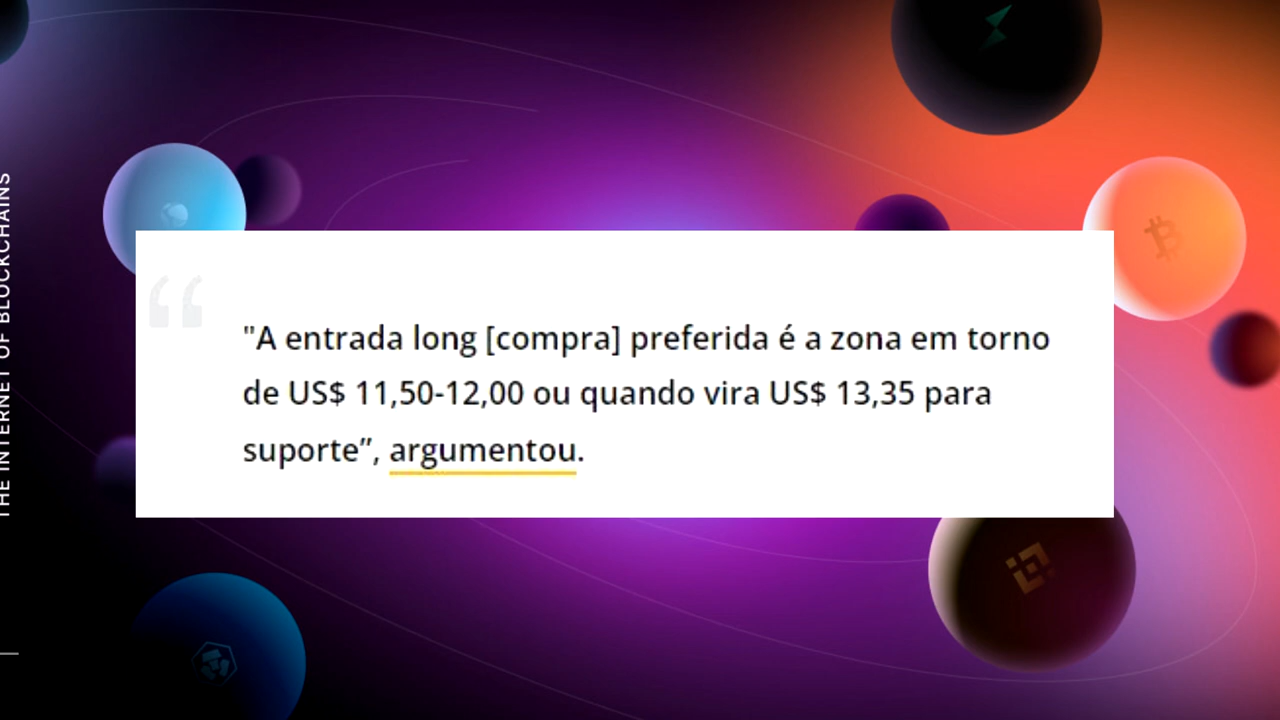 THE INTERNET OF BLOCKCHAINS
"A entrada long [compra] preferida é a zona em torno
de US$ 11,50-12,00 ou quando vira US$ 13,35 para
suporte”, argumentou.